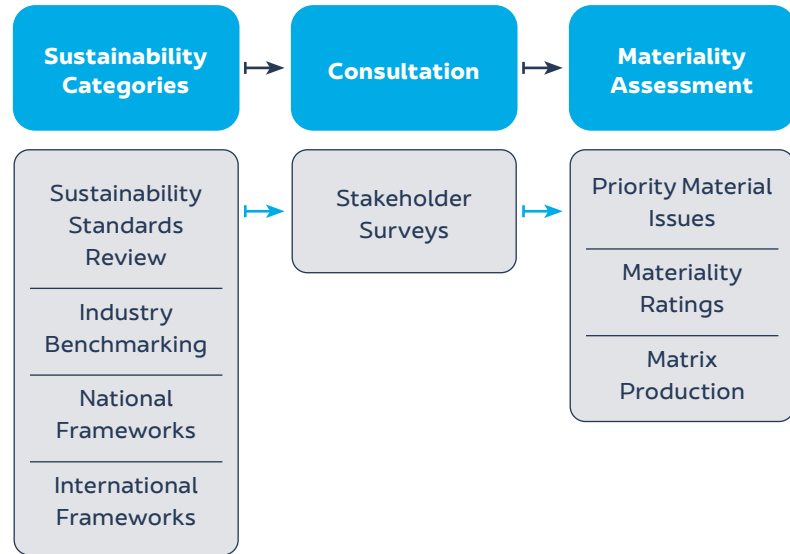 Sustainability
Categories
Consultation
Materiality
Assessment
Sustainability
Standards
Review
Industry
Benchmarking
National
Frameworks
International
Frameworks
Stakeholder
Surveys
Priority Material
Issues
Materiality
Ratings
Matrix
Production